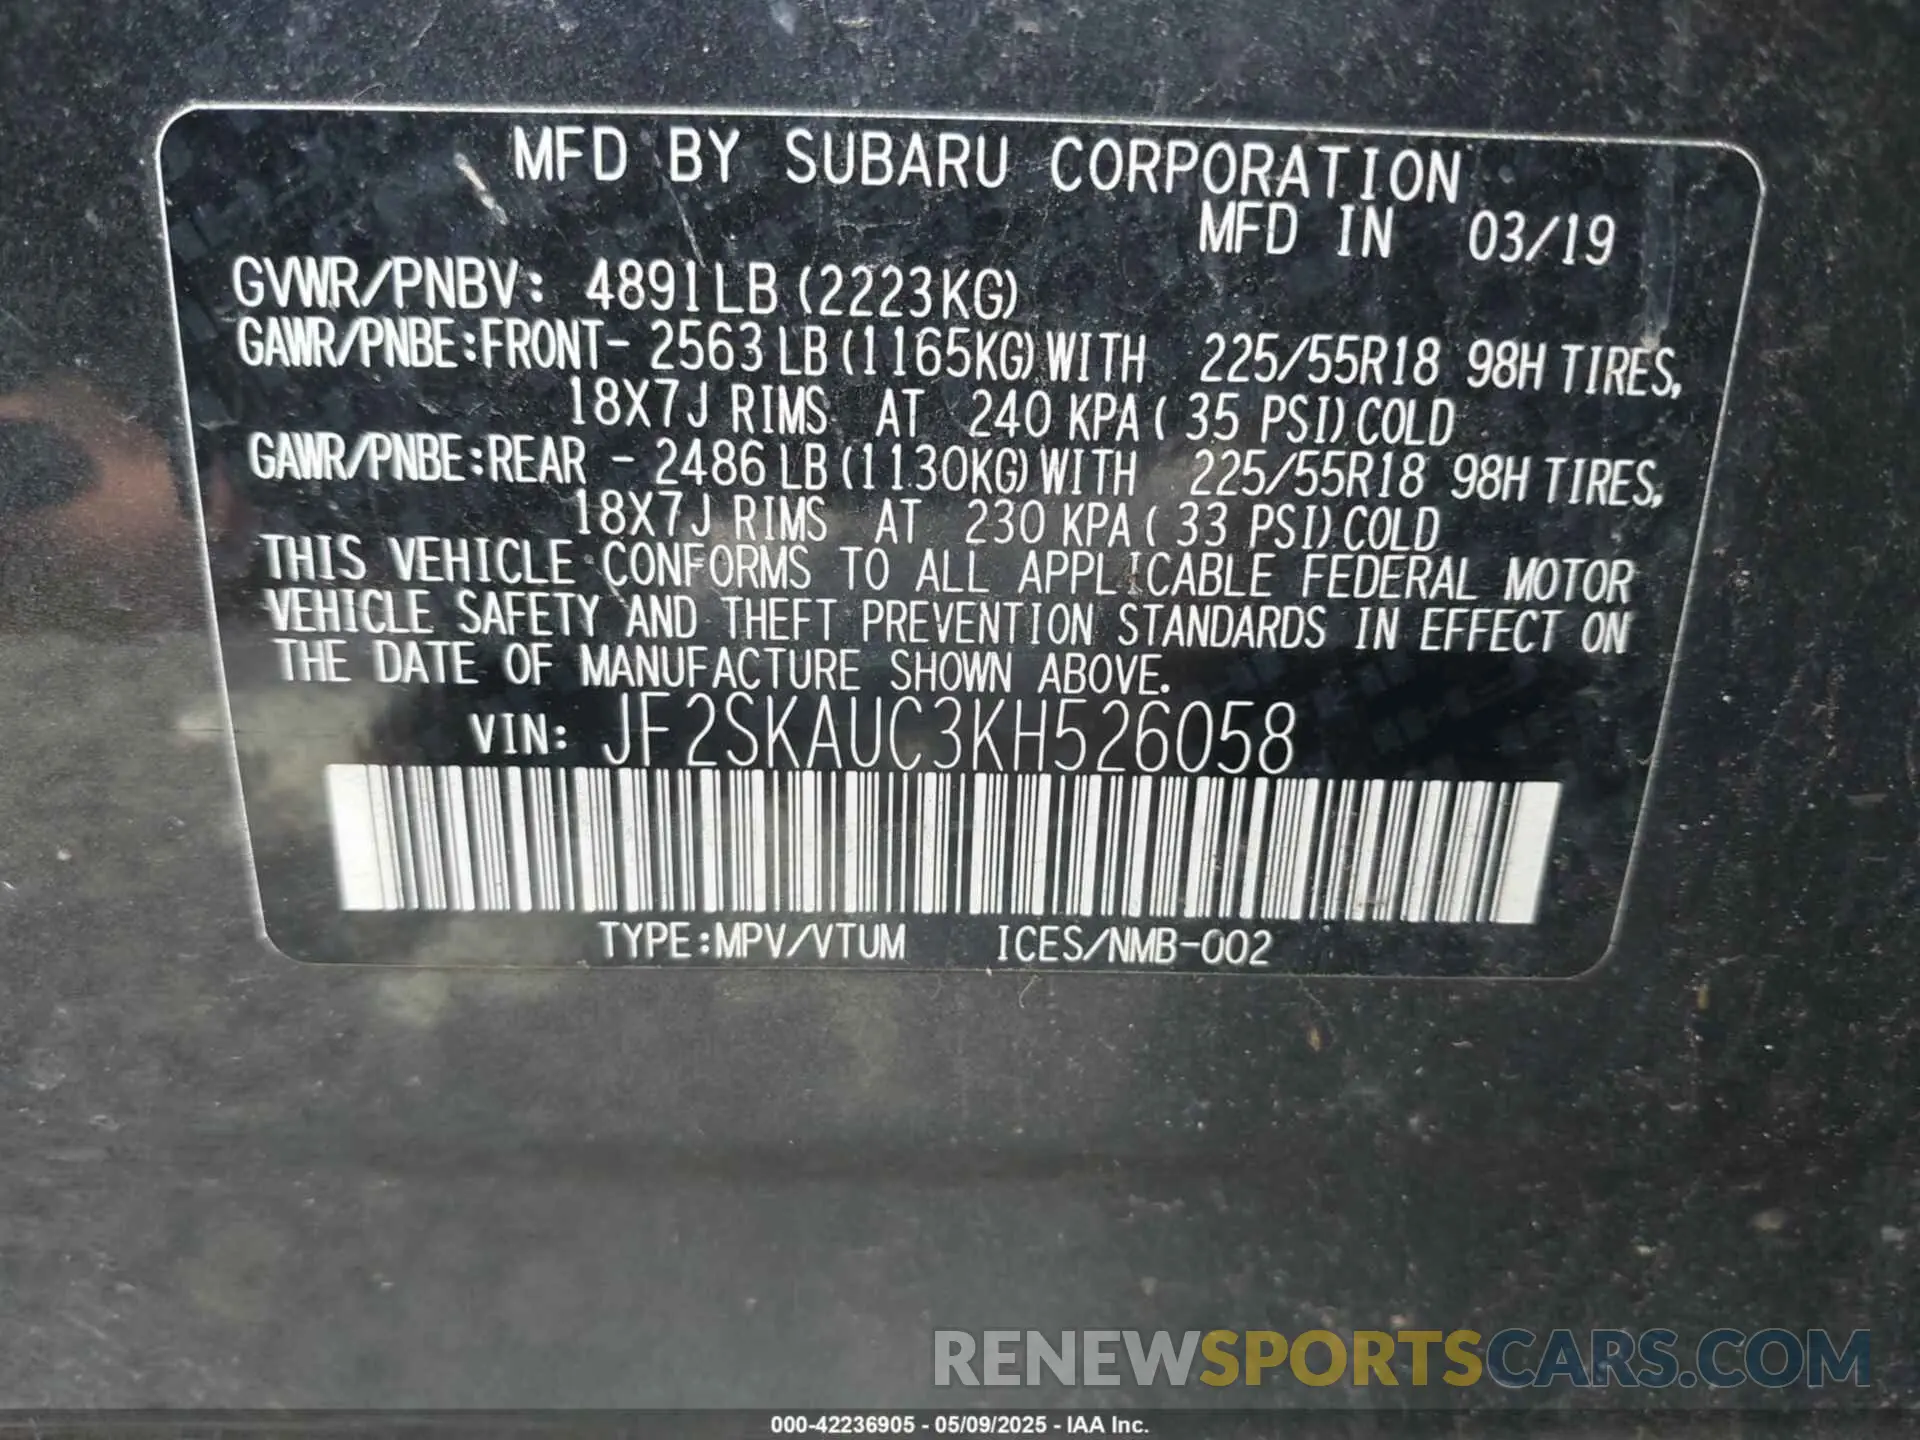 MFD BY SUBARU CORPORATION
MFD IN 03/19
GVWR/PNBV: 4891LB (2223KG)
GAWR/PNBE:FRONT- 2563LB(1165KG)WITH 225/55R18 98H TIRES,
18X7J RIMS AT 240 KPA( 35 PSI)COLD
GAWR/PNBE:REAR - 2486LB(1130KG)WITH 225/55R18 98H TIRES,
18X7J RIMS AT 230 KPA( 33 PSI)COLD
THIS VEHICLE CONFORMS TO ALL APPLICABLE FEDERAL MOTOR
VEHICLE SAFETY AND THEFT PREVENTION STANDARDS IN EFFECT ON
THE DATE OF MANUFACTURE SHOWN ABOVE.
VIN: JF2SKAUC3KH526058
TYPE:MPV/VTUM ICES/NMB-002
RENEWSPORTSCARS.COM
000-42236905 - 05/09/2025 - IAA Inc.